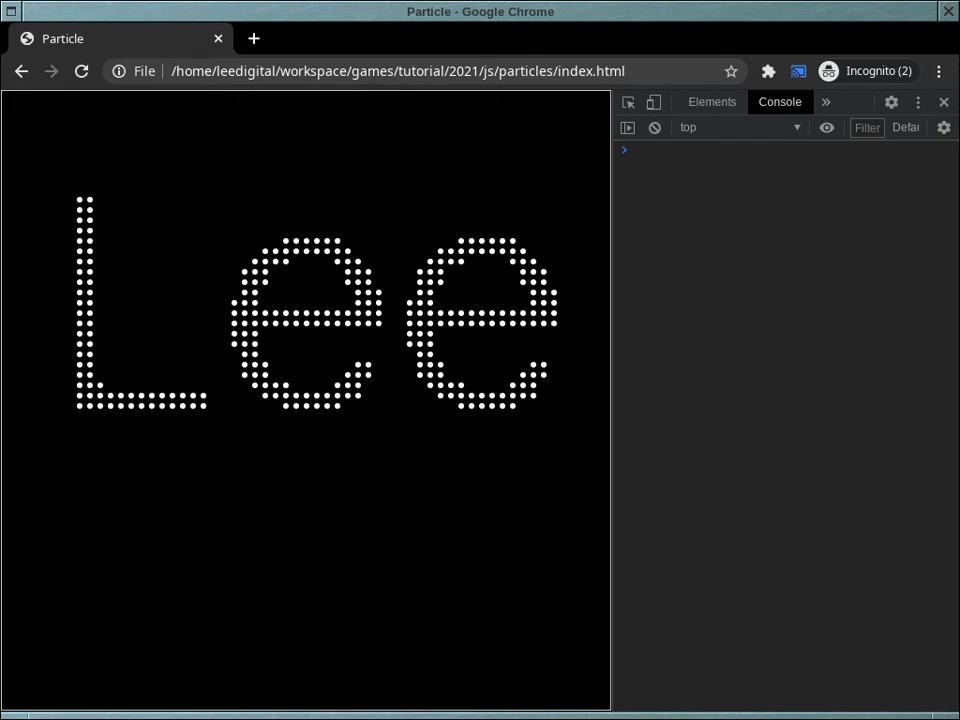 Particle - Google Chrome
Particle
File /home/leedigital/workspace/games/tutorial/2021/js/particles/index.html Incognito (2)
Elements Console
top Filter Defau
Lee